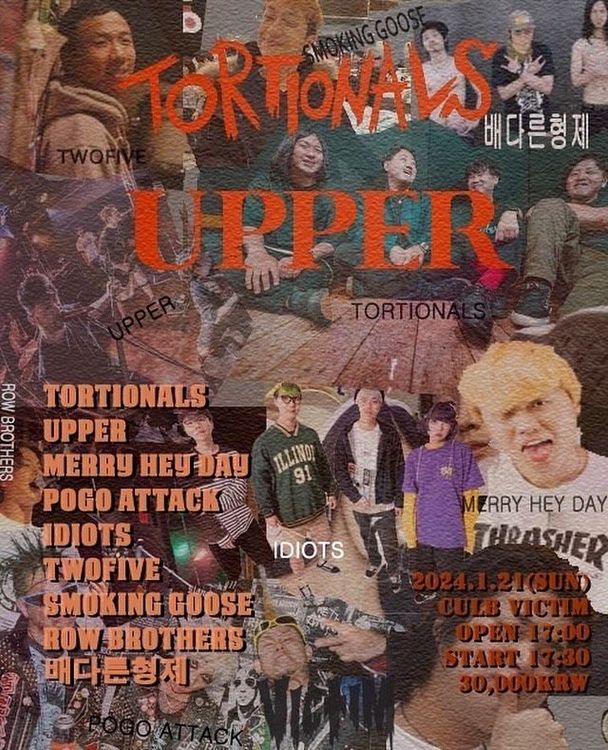 SMOKING GOOSE
TORTIONALS
배다른형제
TWOFIVE
UPPER
TORTIONALS
UPPER
ROW BROTHERS
TORTIONALS
UPPER
MERRY HEY DAY
POGO ATTACK
IDIOTS
TWOFIVE
SMOKING GOOSE
ROW BROTHERS
배다른형제
ILLINOI
91
IDIOTS
MERRY HEY DAY
THRASHER
2024.1.21(SUN)
CULB VICTIM
OPEN 17:00
START 17:30
30,000KRW
POGO ATTACK